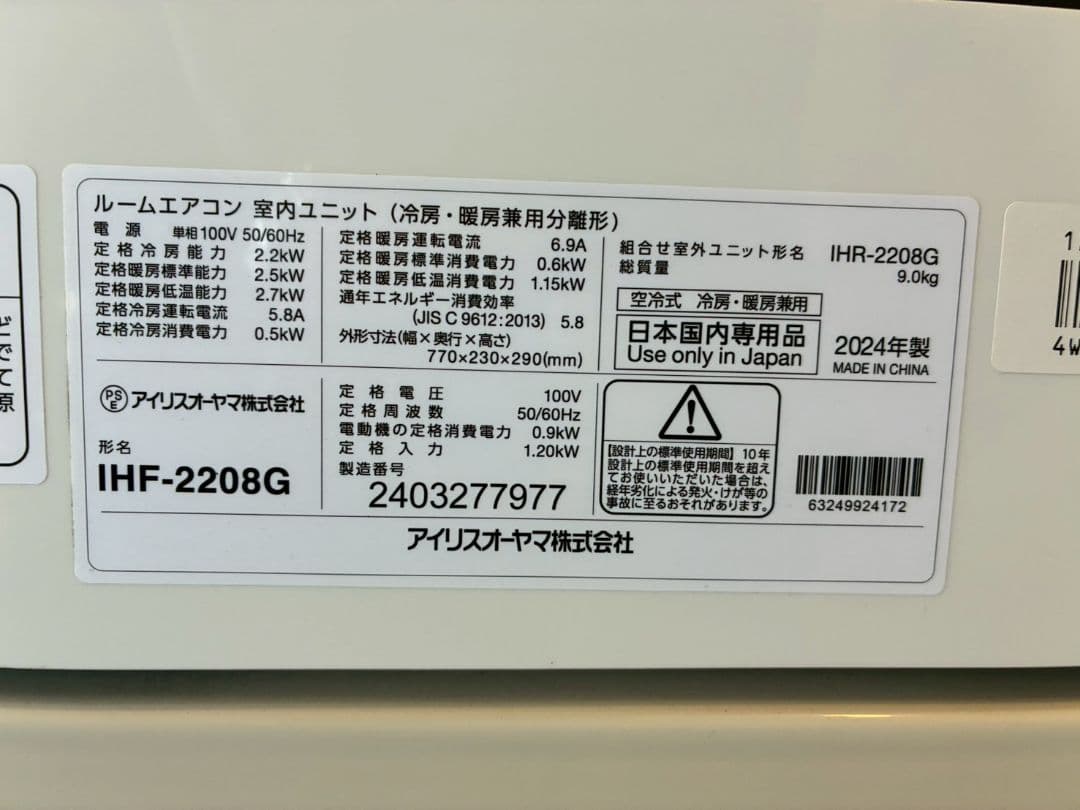 ルームエアコン 室内ユニット（冷房・暖房兼用分離形）
電源 単相100V 50/60Hz
定格冷房能力 2.2kW
定格暖房標準能力 2.5kW
定格暖房低温能力 2.7kW
定格冷房運転電流 5.8A
定格冷房消費電力 0.5kW
定格暖房運転電流 6.9A
定格暖房標準消費電力 0.6kW
定格暖房低温消費電力 1.15kW
通年エネルギー消費効率
(JIS C 9612:2013) 5.8
外形寸法(幅×奥行×高さ)
770×230×290(mm)
組合せ室外ユニット形名 IHR-2208G
総質量 9.0kg
空冷式 冷房・暖房兼用
日本国内専用品
Use only in Japan
2024年製
MADE IN CHINA
PSE アイリスオーヤマ株式会社
形名
IHF-2208G
定格電圧 100V
定格周波数 50/60Hz
電動機の定格消費電力 0.9kW
定格入力 1.20kW
製造番号
2403277977
【設計上の標準使用期間】10年
設計上の標準使用期間を超え
てお使いいただいた場合は、
経年劣化による発火・けが等の
事故に至るおそれがあります。
63249924172
アイリスオーヤマ株式会社
どで
て
原
1
4W